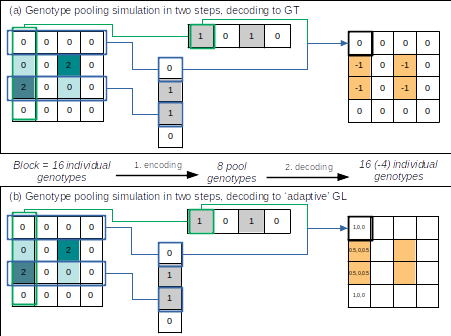 (a) Genotype pooling simulation in two steps, decoding to GT
1 0 1 0
0 0 0 0
0 0 2 0
2 0 0 0
0 0 0 0
0
1
1
0
0 0 0 0
-1 0 -1 0
-1 0 -1 0
0 0 0 0
Block = 16 individual
genotypes
1. encoding
8 pool
genotypes
2. decoding
16 (-4) individual
genotypes
(b) Genotype pooling simulation in two steps, decoding to ‘adaptive’ GL
1 0 1 0
0 0 0 0
0 0 2 0
2 0 0 0
0 0 0 0
0
1
1
0
1,0,0
0.5, 0,0.5
0.5, 0,0.5
1,0, 0